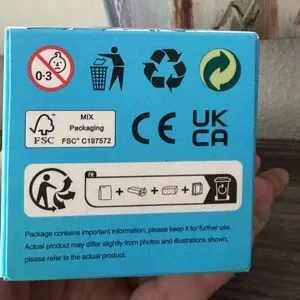 0-3
MIX
Packaging
FSC
FSC® C197572
CE
UK
CA
FR
Package contains important information, please keep it for further use.
Actual product may differ slightly from photos and illustrations shown,
please refer to the actual product.